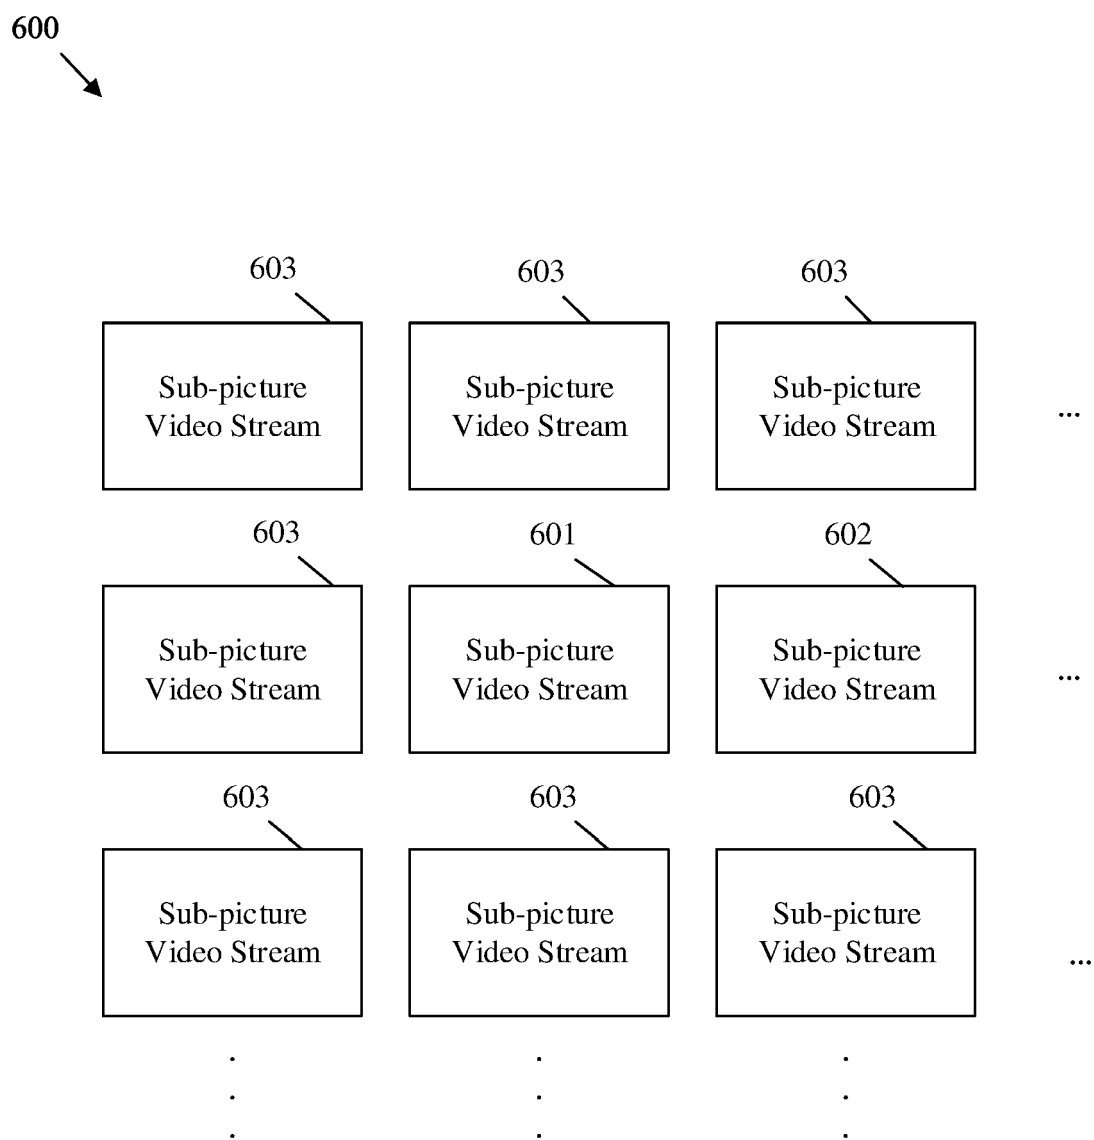 600
603 603 603
Sub-picture Sub-picture Sub-picture
Video Stream Video Stream Video Stream
...
603 601 602
Sub-picture Sub-picture Sub-picture
Video Stream Video Stream Video Stream
...
603 603 603
Sub-picture Sub-picture Sub-picture
Video Stream Video Stream Video Stream
...
. . .
. . .
. . .